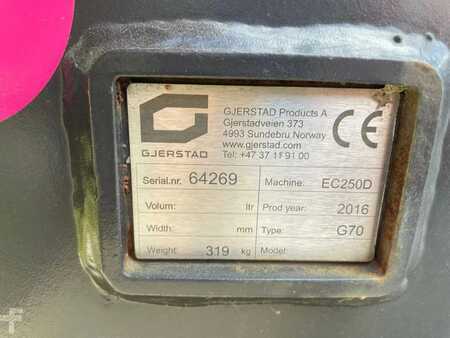 GJERSTAD
GJERSTAD Products A
Gjerstadveien 373
4993 Sundebru Norway
www.gjerstad.com
Tel: +47 37 11 91 00
CE
Serial.nr. 64269
Machine: EC250D
Volum: ltr
Prod year: 2016
Width: mm
Type: G70
Weight: 319 kg
Model: